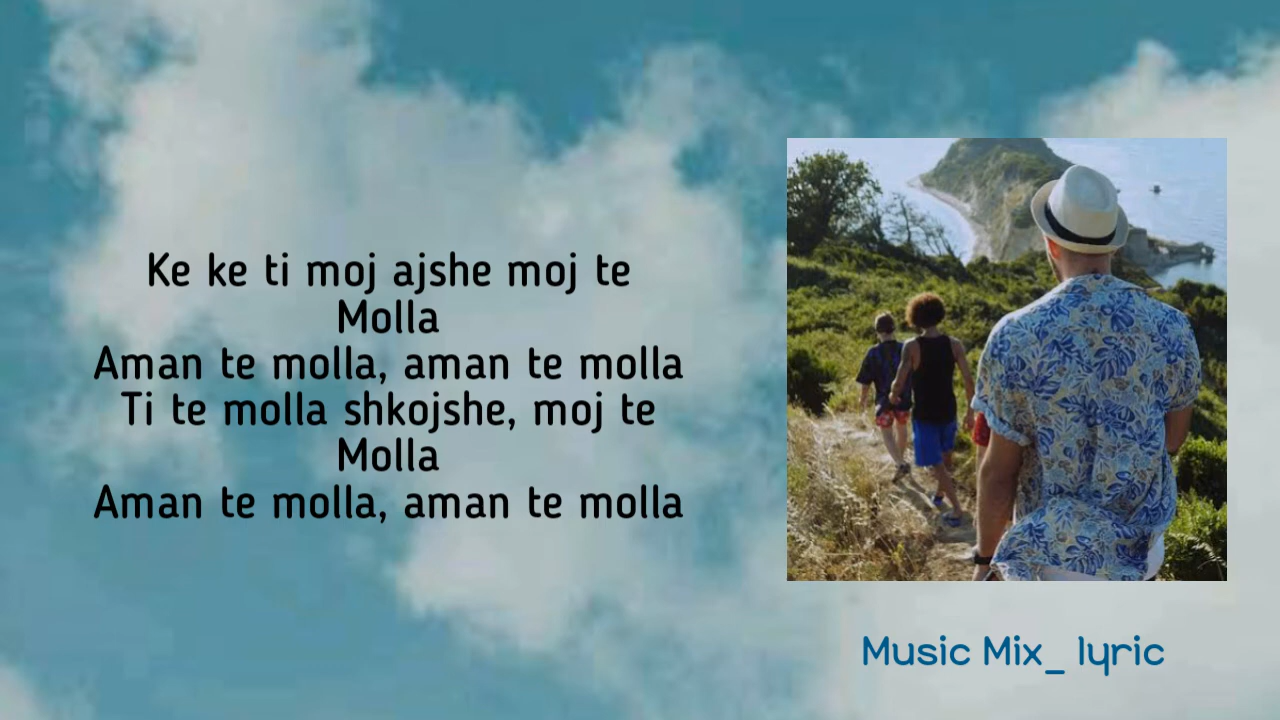 Ke ke ti moj ajshe moj te
Molla
Aman te molla, aman te molla
Ti te molla shkojshe, moj te
Molla
Aman te molla, aman te molla
Music Mix_ lyric